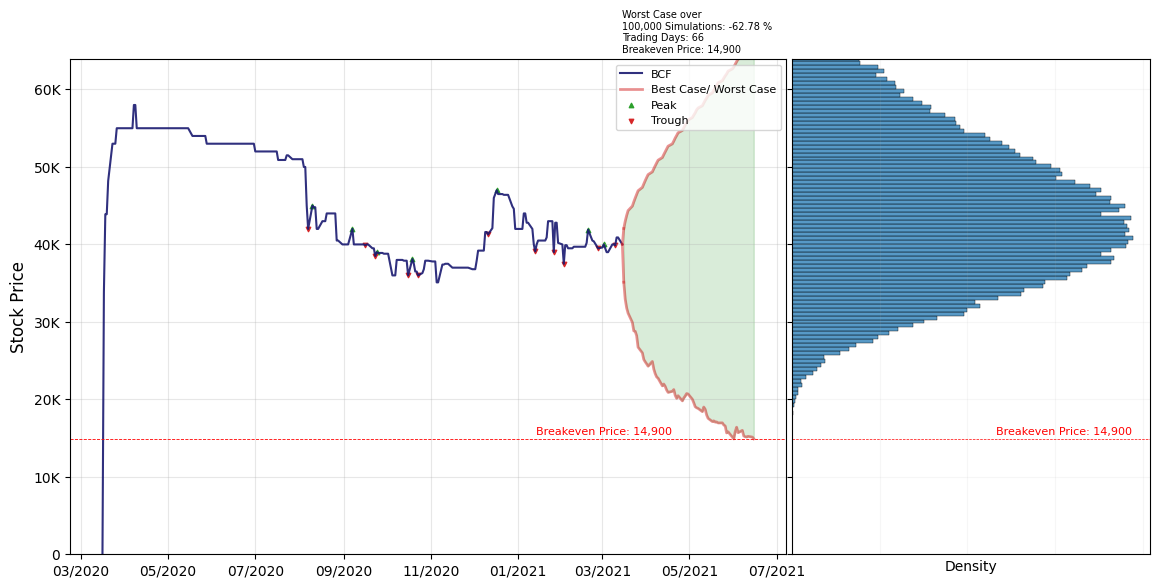 Worst Case over
100,000 Simulations: -62.78 %
Trading Days: 66
Breakeven Price: 14,900
BCF
Best Case/ Worst Case
Peak
Trough
Stock Price
60K
50K
40K
30K
20K
10K
0
Breakeven Price: 14,900
Breakeven Price: 14,900
03/2020 05/2020 07/2020 09/2020 11/2020 01/2021 03/2021 05/2021 07/2021
Density